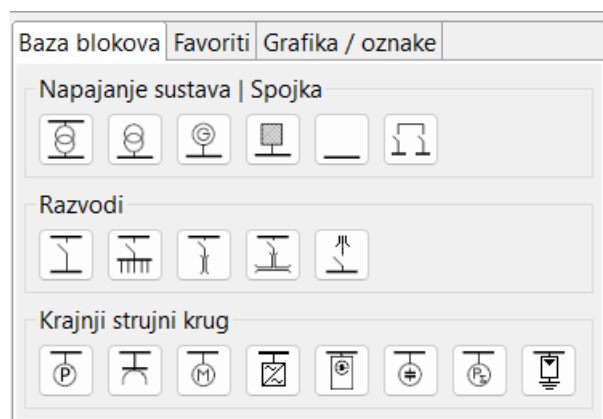 Baza blokova Favoriti Grafika / oznake
Napajanje sustava | Spojka
G
Razvodi
Krajnji strujni krug
P M G P